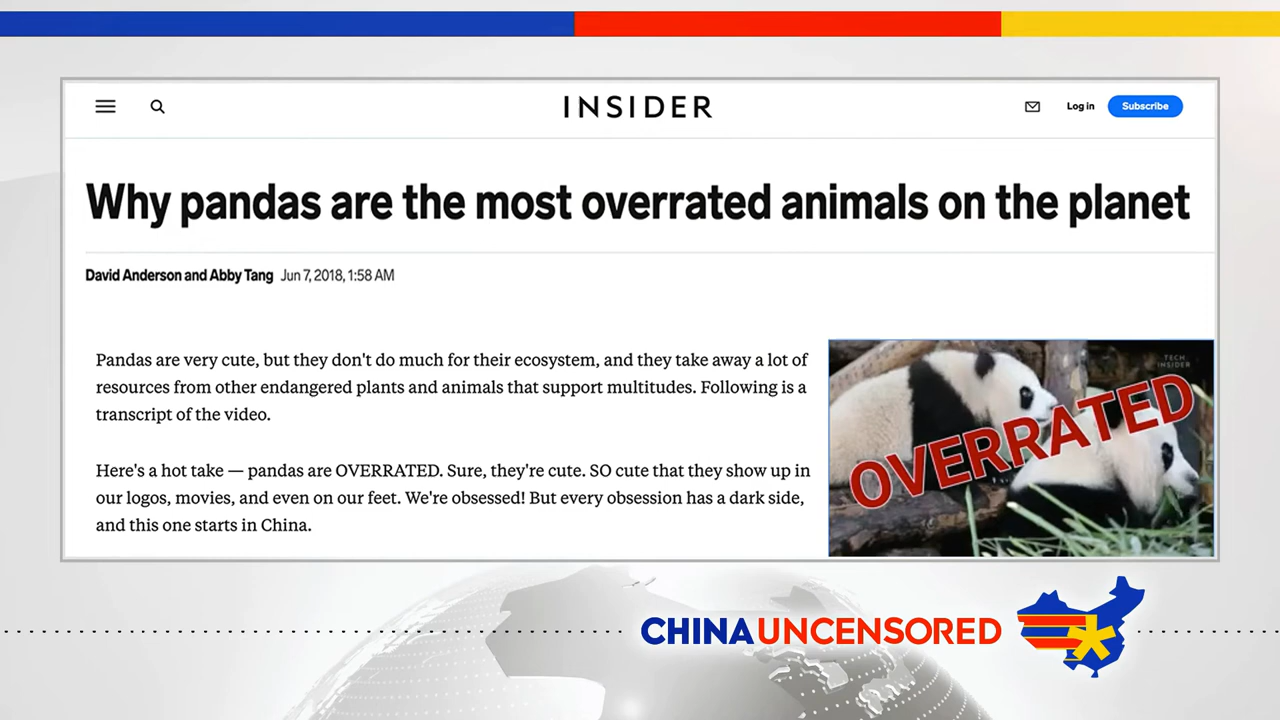 INSIDER
Log in
Subscribe
Why pandas are the most overrated animals on the planet
David Anderson and Abby Tang Jun 7, 2018, 1:58 AM
Pandas are very cute, but they don't do much for their ecosystem, and they take away a lot of
resources from other endangered plants and animals that support multitudes. Following is a
transcript of the video.
Here's a hot take — pandas are OVERRATED. Sure, they're cute. SO cute that they show up in
our logos, movies, and even on our feet. We're obsessed! But every obsession has a dark side,
and this one starts in China.
TECH
INSIDER
OVERRATED
CHINA UNCENSORED